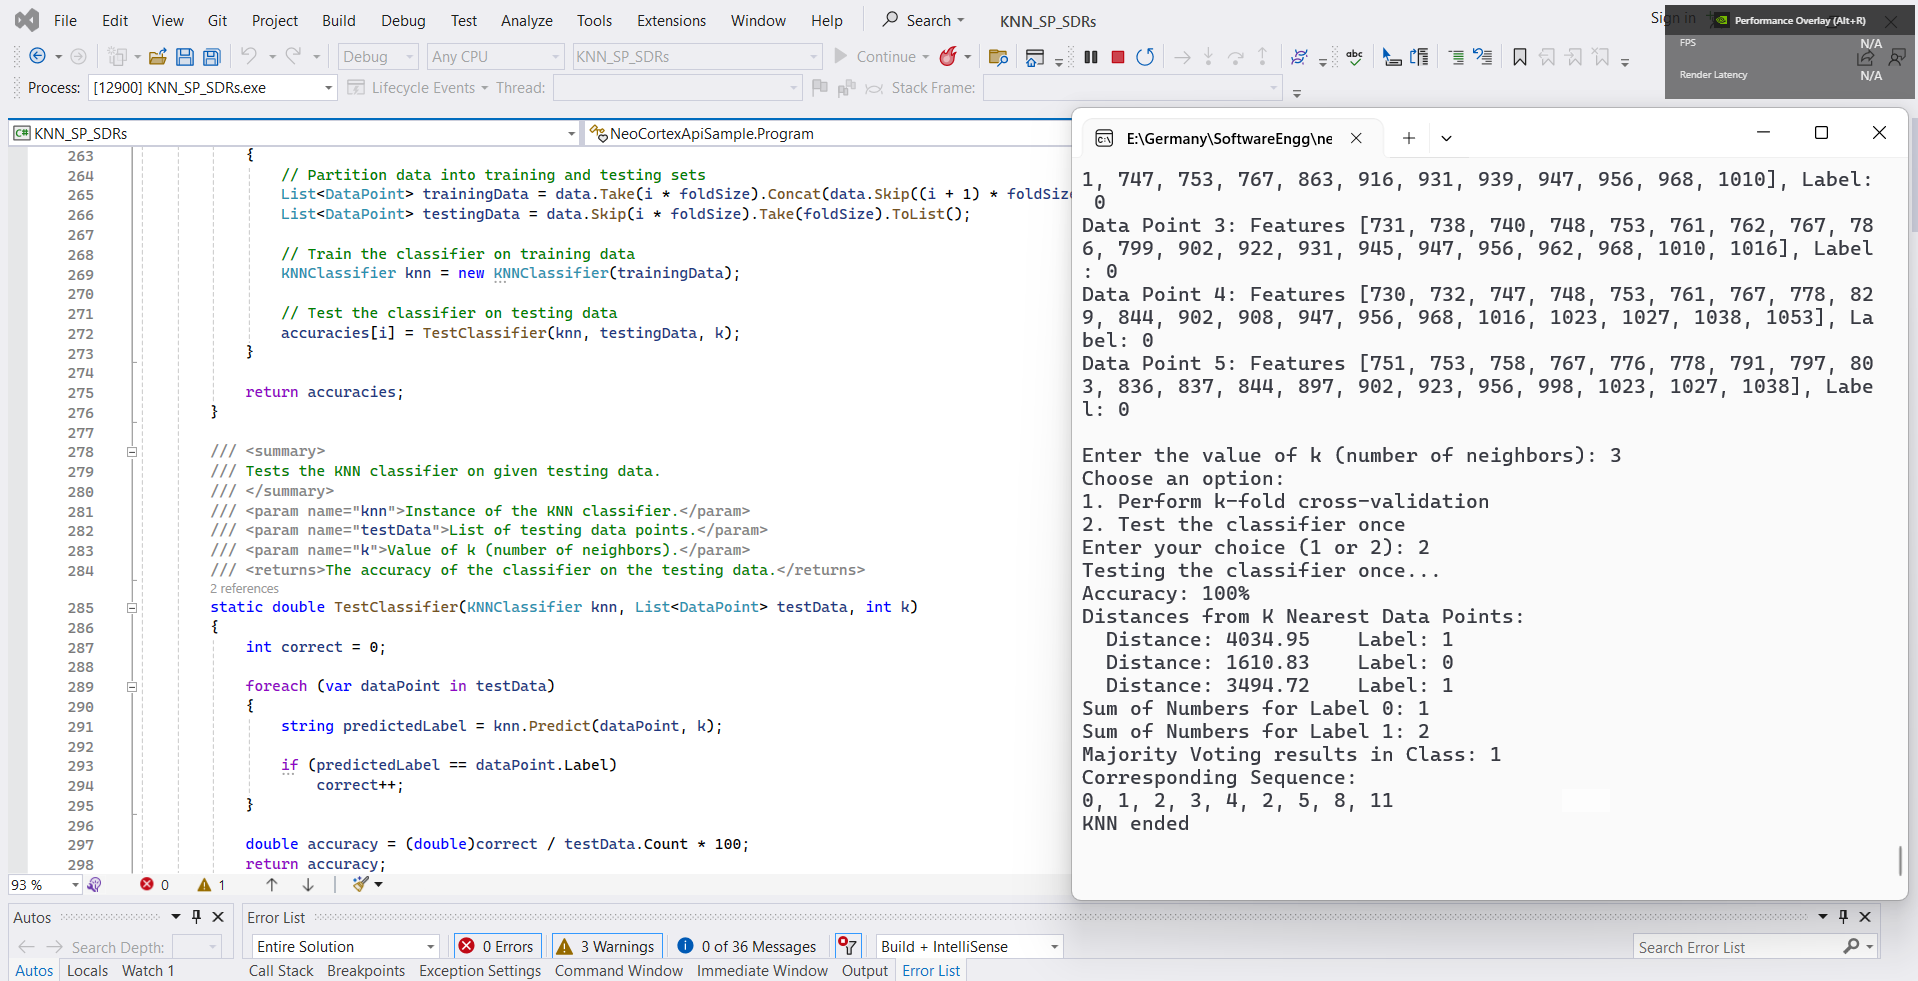 File Edit View Git Project Build Debug Test Analyze Tools Extensions Window Help Search KNN_SP_SDRs Sign in
Performance Overlay (Alt+R)
FPS N/A
Render Latency N/A
Debug Any CPU KNN_SP_SDRs Continue
Process: [12900] KNN_SP_SDRs.exe Lifecycle Events Thread: Stack Frame:
C# KNN_SP_SDRs NeoCortexApiSample.Program
263 {
264 // Partition data into training and testing sets
265 List<DataPoint> trainingData = data.Take(i * foldSize).Concat(data.Skip((i + 1) * foldSize
266 List<DataPoint> testingData = data.Skip(i * foldSize).Take(foldSize).ToList();
267
268 // Train the classifier on training data
269 KNNClassifier knn = new KNNClassifier(trainingData);
270
271 // Test the classifier on testing data
272 accuracies[i] = TestClassifier(knn, testingData, k);
273 }
274
275 return accuracies;
276 }
277
278 /// <summary>
279 /// Tests the KNN classifier on given testing data.
280 /// </summary>
281 /// <param name="knn">Instance of the KNN classifier.</param>
282 /// <param name="testData">List of testing data points.</param>
283 /// <param name="k">Value of k (number of neighbors).</param>
284 /// <returns>The accuracy of the classifier on the testing data.</returns>
2 references
285 static double TestClassifier(KNNClassifier knn, List<DataPoint> testData, int k)
286 {
287 int correct = 0;
288
289 foreach (var dataPoint in testData)
290 {
291 string predictedLabel = knn.Predict(dataPoint, k);
292
293 if (predictedLabel == dataPoint.Label)
294 correct++;
295 }
296
297 double accuracy = (double)correct / testData.Count * 100;
298 return accuracy;
93 % 0 1
E:\Germany\SoftwareEngg\ne
1, 747, 753, 767, 863, 916, 931, 939, 947, 956, 968, 1010], Label:
0
Data Point 3: Features [731, 738, 740, 748, 753, 761, 762, 767, 78
6, 799, 902, 922, 931, 945, 947, 956, 962, 968, 1010, 1016], Label
: 0
Data Point 4: Features [730, 732, 747, 748, 753, 761, 767, 778, 82
9, 844, 902, 908, 947, 956, 968, 1016, 1023, 1027, 1038, 1053], La
bel: 0
Data Point 5: Features [751, 753, 758, 767, 776, 778, 791, 797, 80
3, 836, 837, 844, 897, 902, 923, 956, 998, 1023, 1027, 1038], Labe
l: 0
Enter the value of k (number of neighbors): 3
Choose an option:
1. Perform k-fold cross-validation
2. Test the classifier once
Enter your choice (1 or 2): 2
Testing the classifier once...
Accuracy: 100%
Distances from K Nearest Data Points:
Distance: 4034.95 Label: 1
Distance: 1610.83 Label: 0
Distance: 3494.72 Label: 1
Sum of Numbers for Label 0: 1
Sum of Numbers for Label 1: 2
Majority Voting results in Class: 1
Corresponding Sequence:
0, 1, 2, 3, 4, 2, 5, 8, 11
KNN ended
Autos
Search Depth:
Autos Locals Watch 1
Error List
Entire Solution 0 Errors 3 Warnings 0 of 36 Messages Build + IntelliSense Search Error List
Call Stack Breakpoints Exception Settings Command Window Immediate Window Output Error List